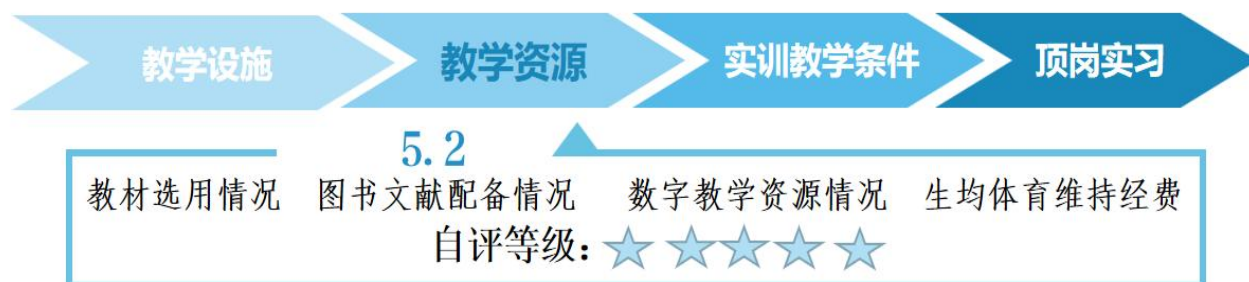 教学设施 教学资源 实训教学条件 顶岗实习
5.2
教材选用情况 图书文献配备情况 数字教学资源情况 生均体育维持经费
自评等级: